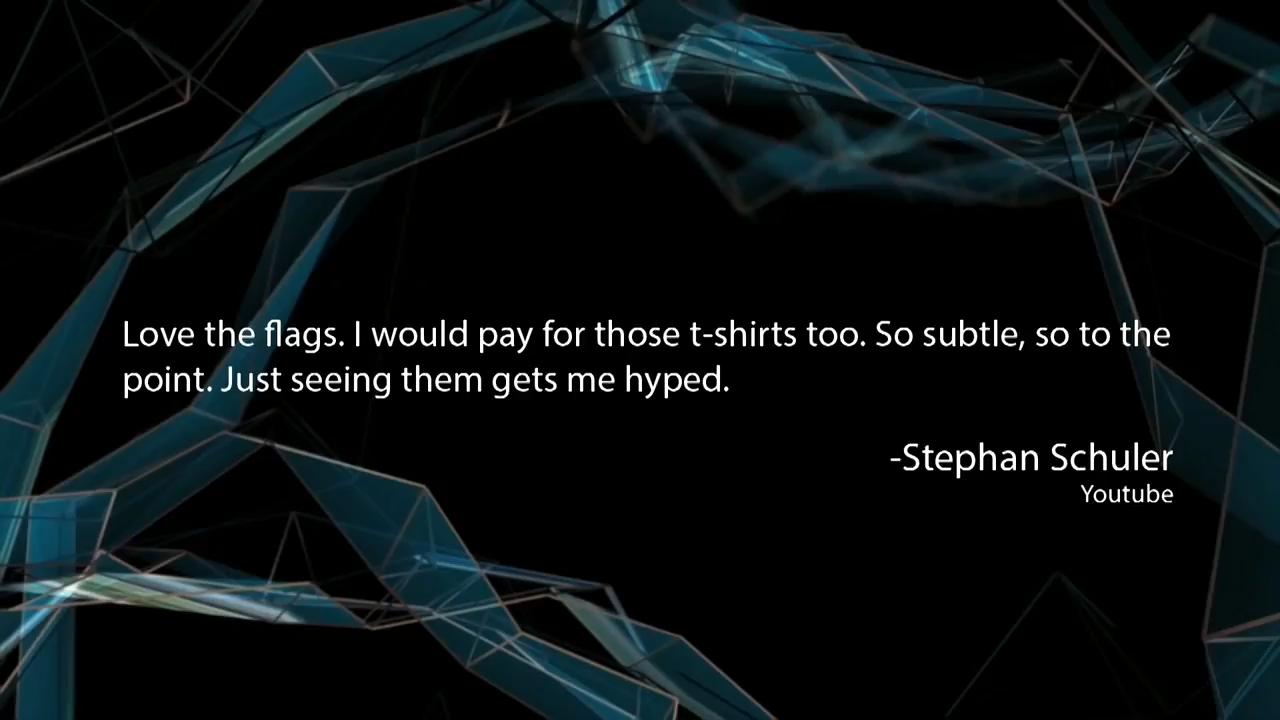 Love the flags. I would pay for those t-shirts too. So subtle, so to the
point. Just seeing them gets me hyped.
-Stephan Schuler
Youtube